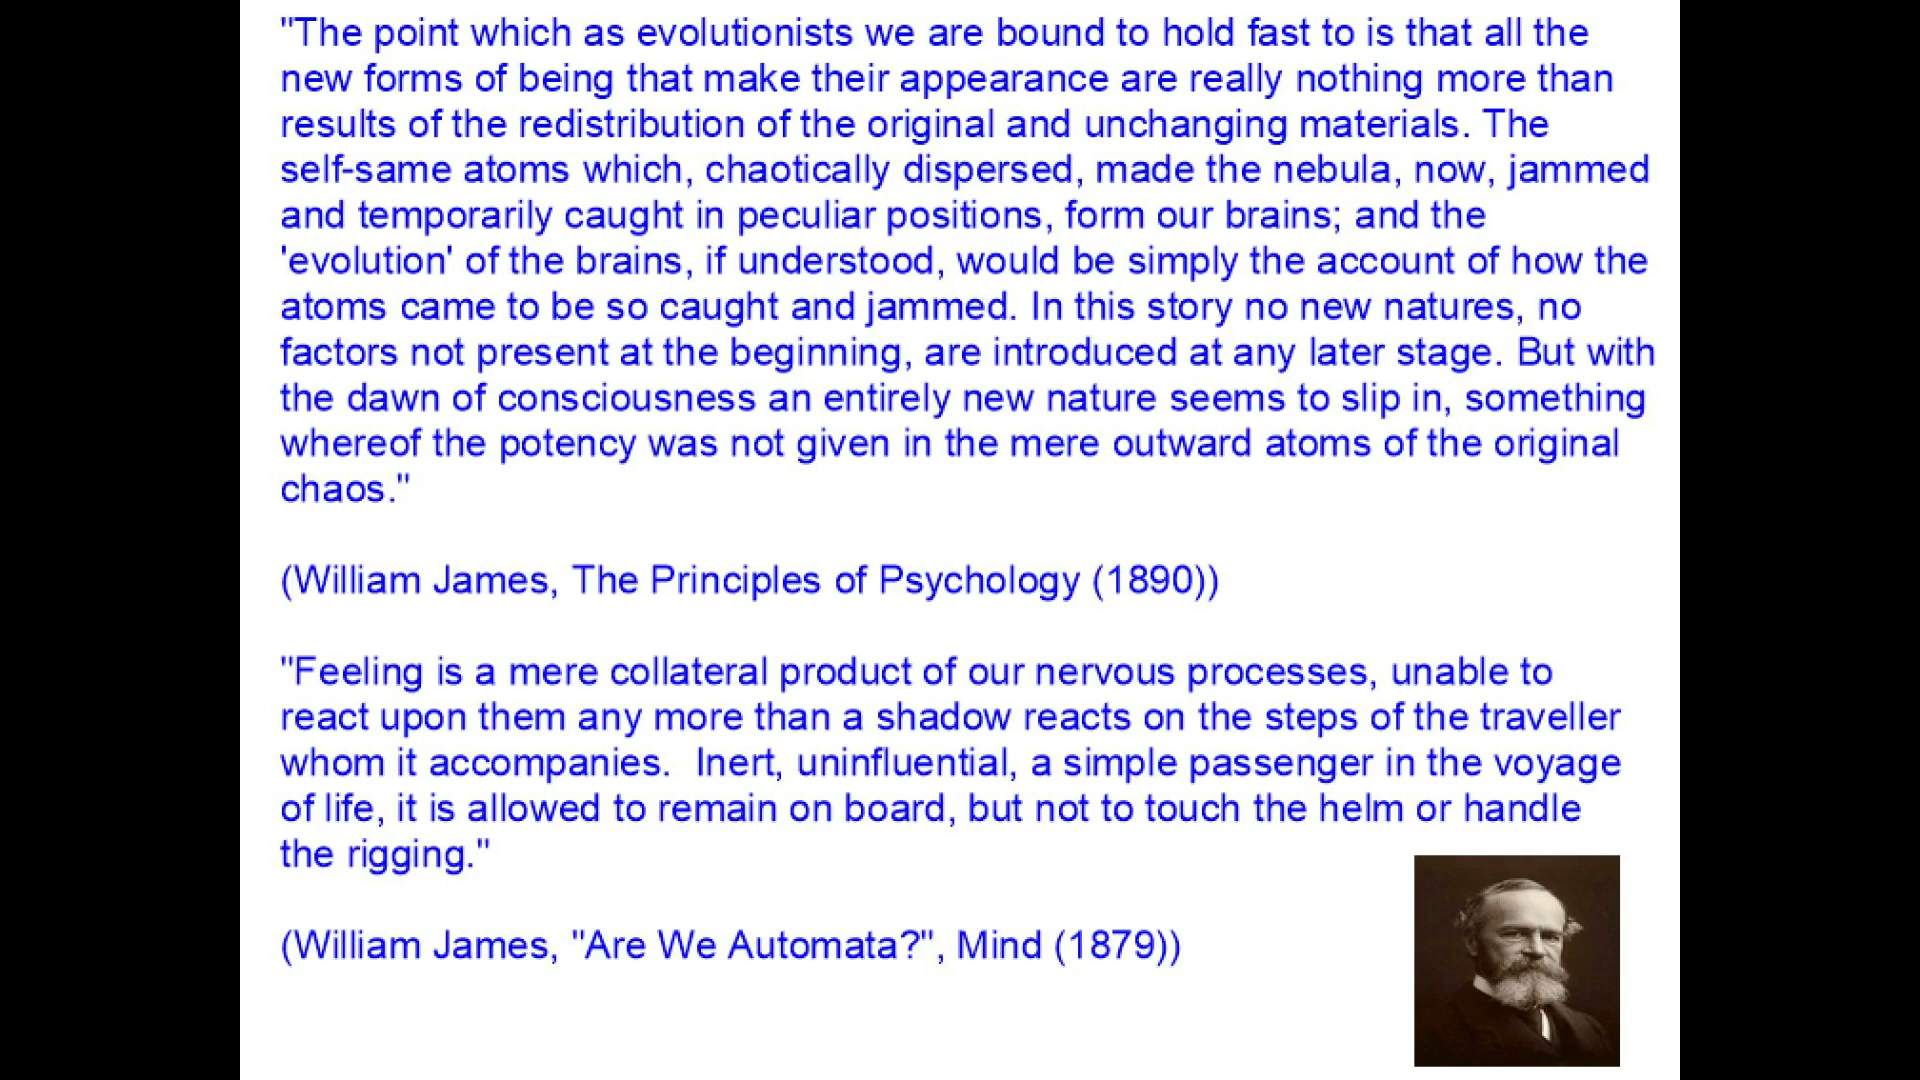 "The point which as evolutionists we are bound to hold fast to is that all the
new forms of being that make their appearance are really nothing more than
results of the redistribution of the original and unchanging materials. The
self-same atoms which, chaotically dispersed, made the nebula, now, jammed
and temporarily caught in peculiar positions, form our brains; and the
'evolution' of the brains, if understood, would be simply the account of how the
atoms came to be so caught and jammed. In this story no new natures, no
factors not present at the beginning, are introduced at any later stage. But with
the dawn of consciousness an entirely new nature seems to slip in, something
whereof the potency was not given in the mere outward atoms of the original
chaos."
(William James, The Principles of Psychology (1890))
"Feeling is a mere collateral product of our nervous processes, unable to
react upon them any more than a shadow reacts on the steps of the traveller
whom it accompanies.  Inert, uninfluential, a simple passenger in the voyage
of life, it is allowed to remain on board, but not to touch the helm or handle
the rigging."
(William James, "Are We Automata?", Mind (1879))